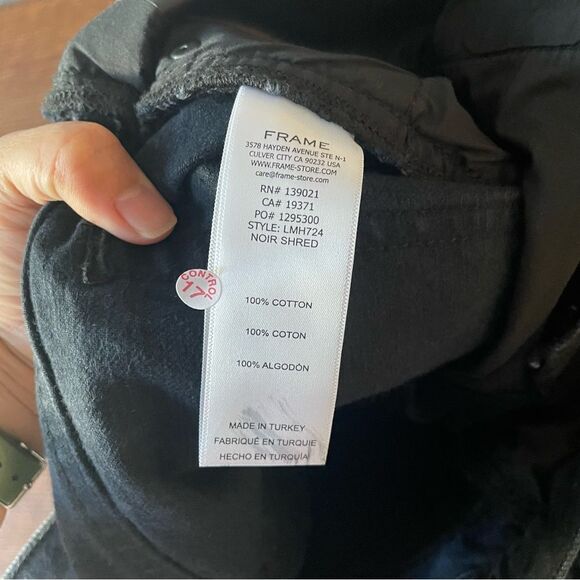 FRAME
3578 HAYDEN AVENUE STE N-1
CULVER CITY CA 90232 USA
WWW.FRAME-STORE.COM
care@frame-store.com
RN# 139021
CA# 19371
PO# 1295300
STYLE: LMH724
NOIR SHRED
CONTROL
17
100% COTTON
100% COTON
100% ALGODÓN
MADE IN TURKEY
FABRIQUÉ EN TURQUIE
HECHO EN TURQUÍA